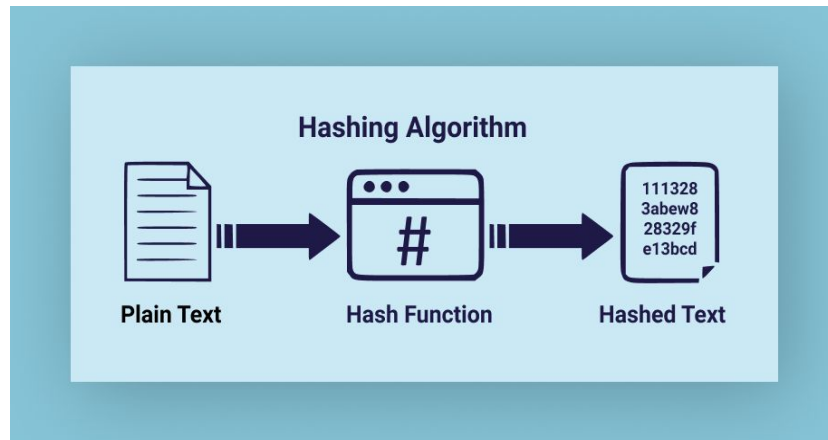 Hashing Algorithm
#
111328
3abew8
28329f
e13bcd
Plain Text
Hash Function
Hashed Text